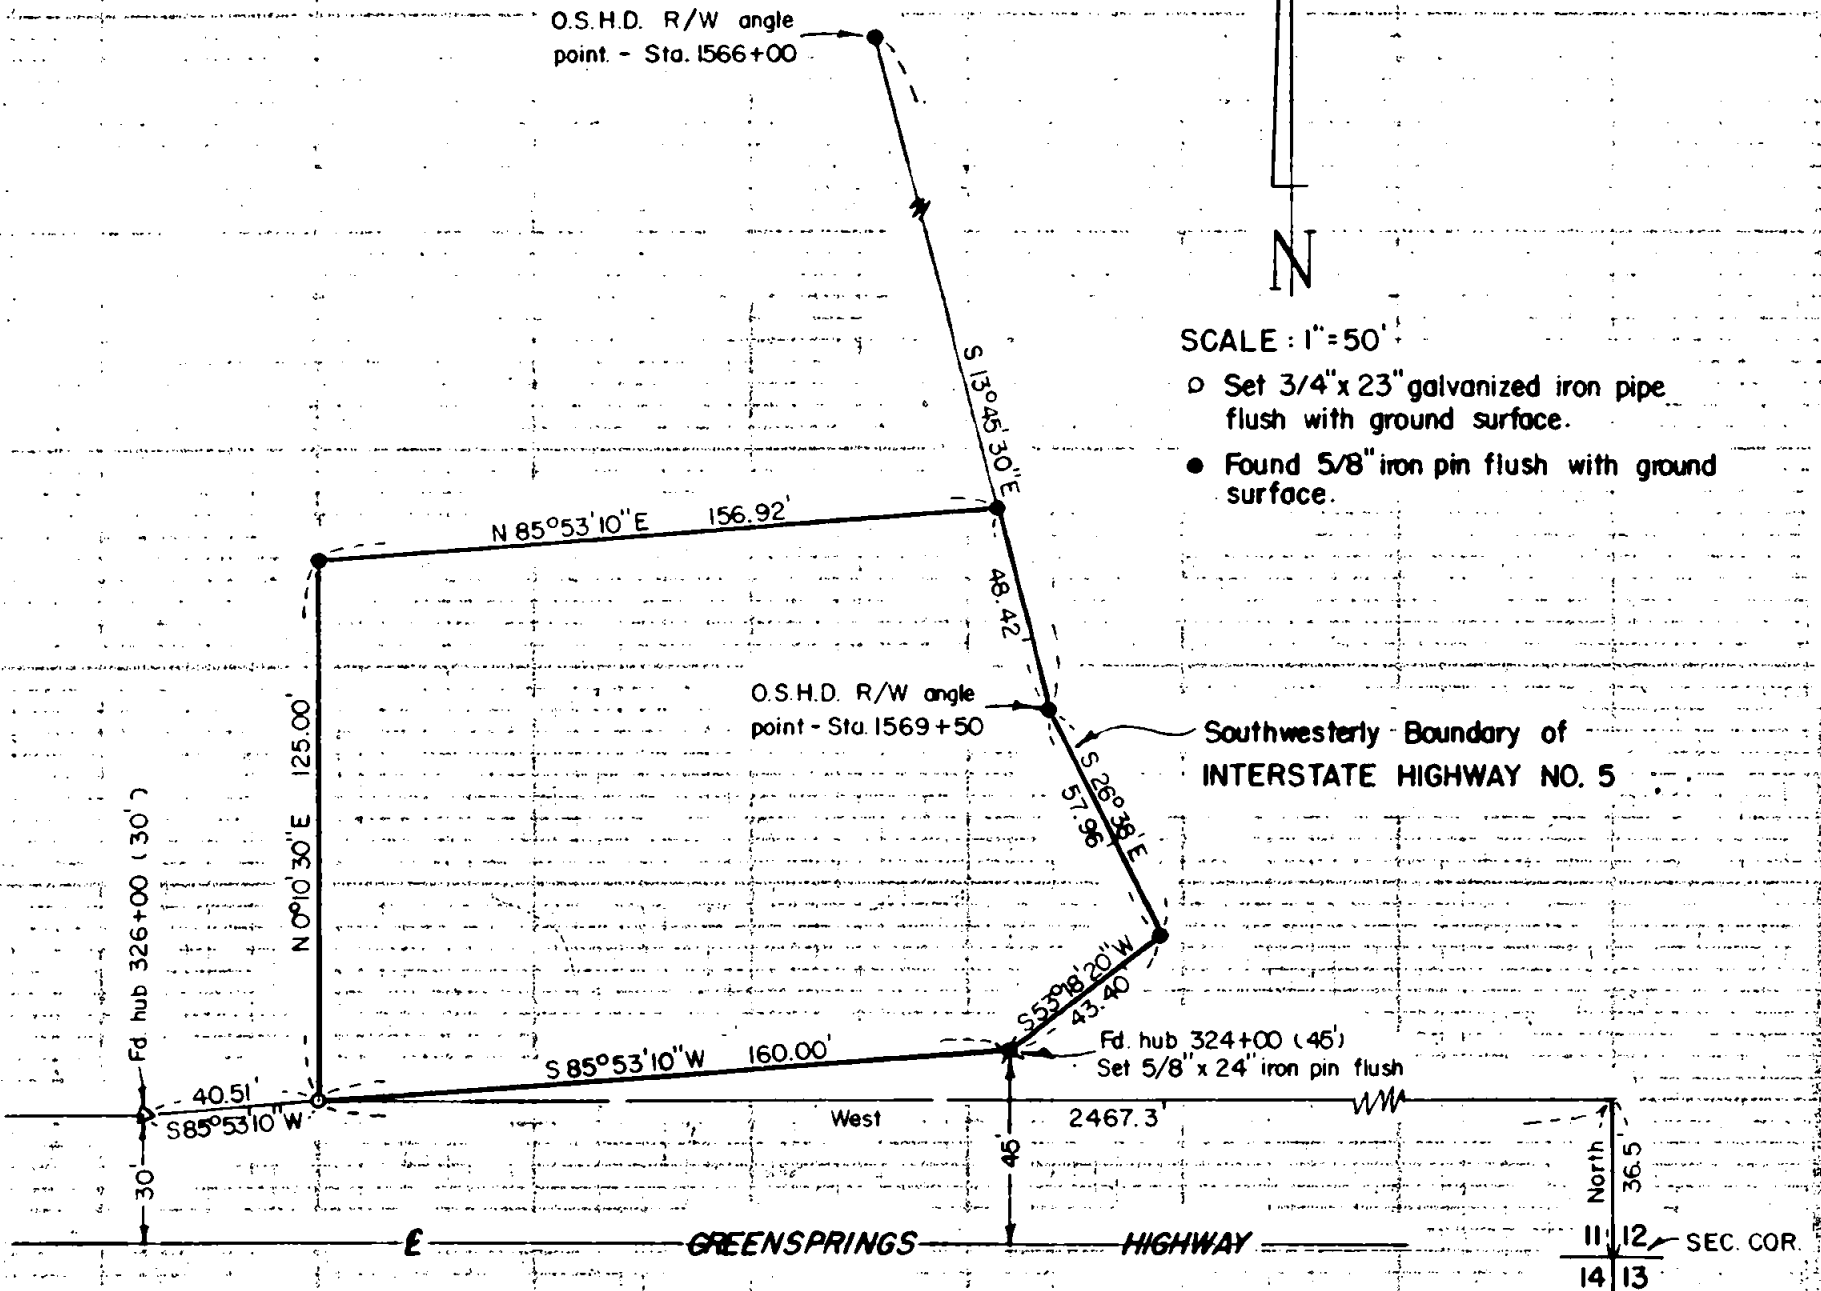 O.S.H.D. R/W angle
point. - Sta. 1566+00
N
SCALE : 1"=50'
Set 3/4"x 23" galvanized iron pipe
flush with ground surface.
Found 5/8" iron pin flush with ground
surface.
S 13°45'30"E
N 85°53'10"E 156.92'
48.42'
O.S.H.D. R/W angle
point - Sta. 1569+50
Southwesterly Boundary of
INTERSTATE HIGHWAY NO. 5
S 26°38'E
57.96'
N 0°10'30"E 125.00'
Fd. hub 326+00 (30')
S53°18'20"W
43.40'
Fd. hub 324+00 (45')
Set 5/8" x 24" iron pin flush
S 85°53'10"W 160.00'
40.51'
S85°53'10"W
West 2467.3'
30'
45'
North
36.5'
℄ GREENSPRINGS HIGHWAY
11 12 SEC. COR.
14 13